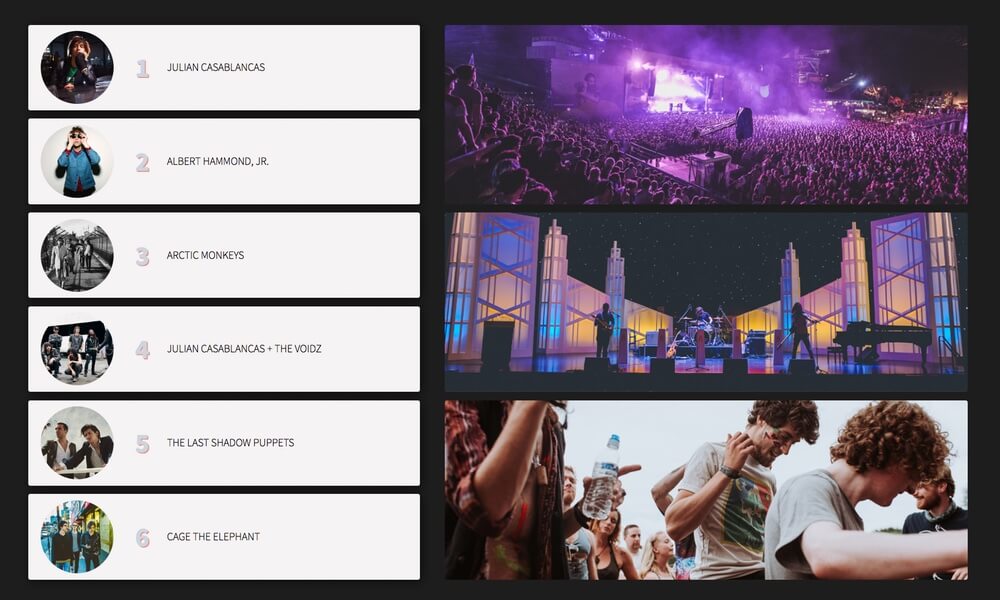 1 JULIAN CASABLANCAS
2 ALBERT HAMMOND, JR.
3 ARCTIC MONKEYS
4 JULIAN CASABLANCAS + THE VOIDZ
5 THE LAST SHADOW PUPPETS
6 CAGE THE ELEPHANT